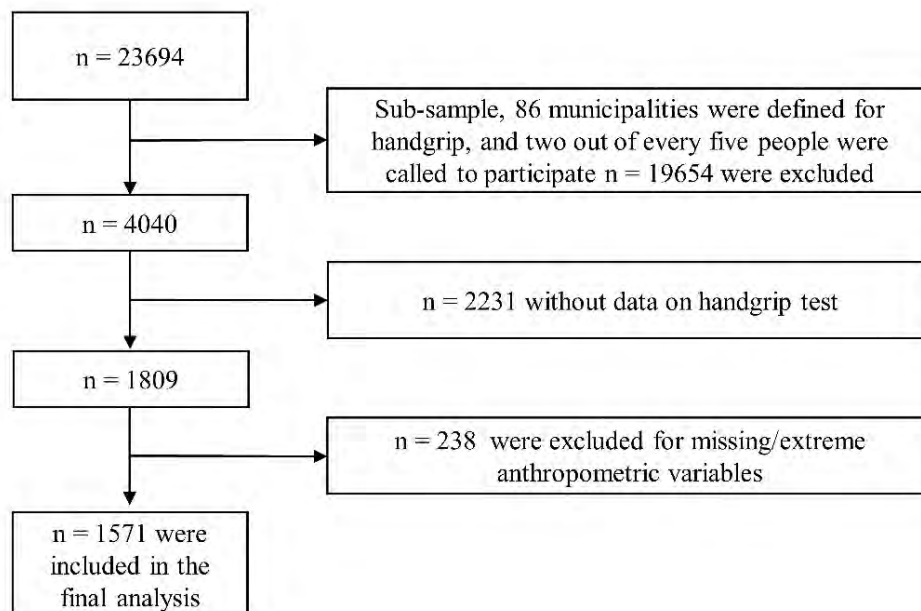 n = 23694
Sub-sample, 86 municipalities were defined for
handgrip, and two out of every five people were
called to participate n = 19654 were excluded
n = 4040
n = 2231 without data on handgrip test
n = 1809
n = 238 were excluded for missing/extreme
anthropometric variables
n = 1571 were
included in the
final analysis